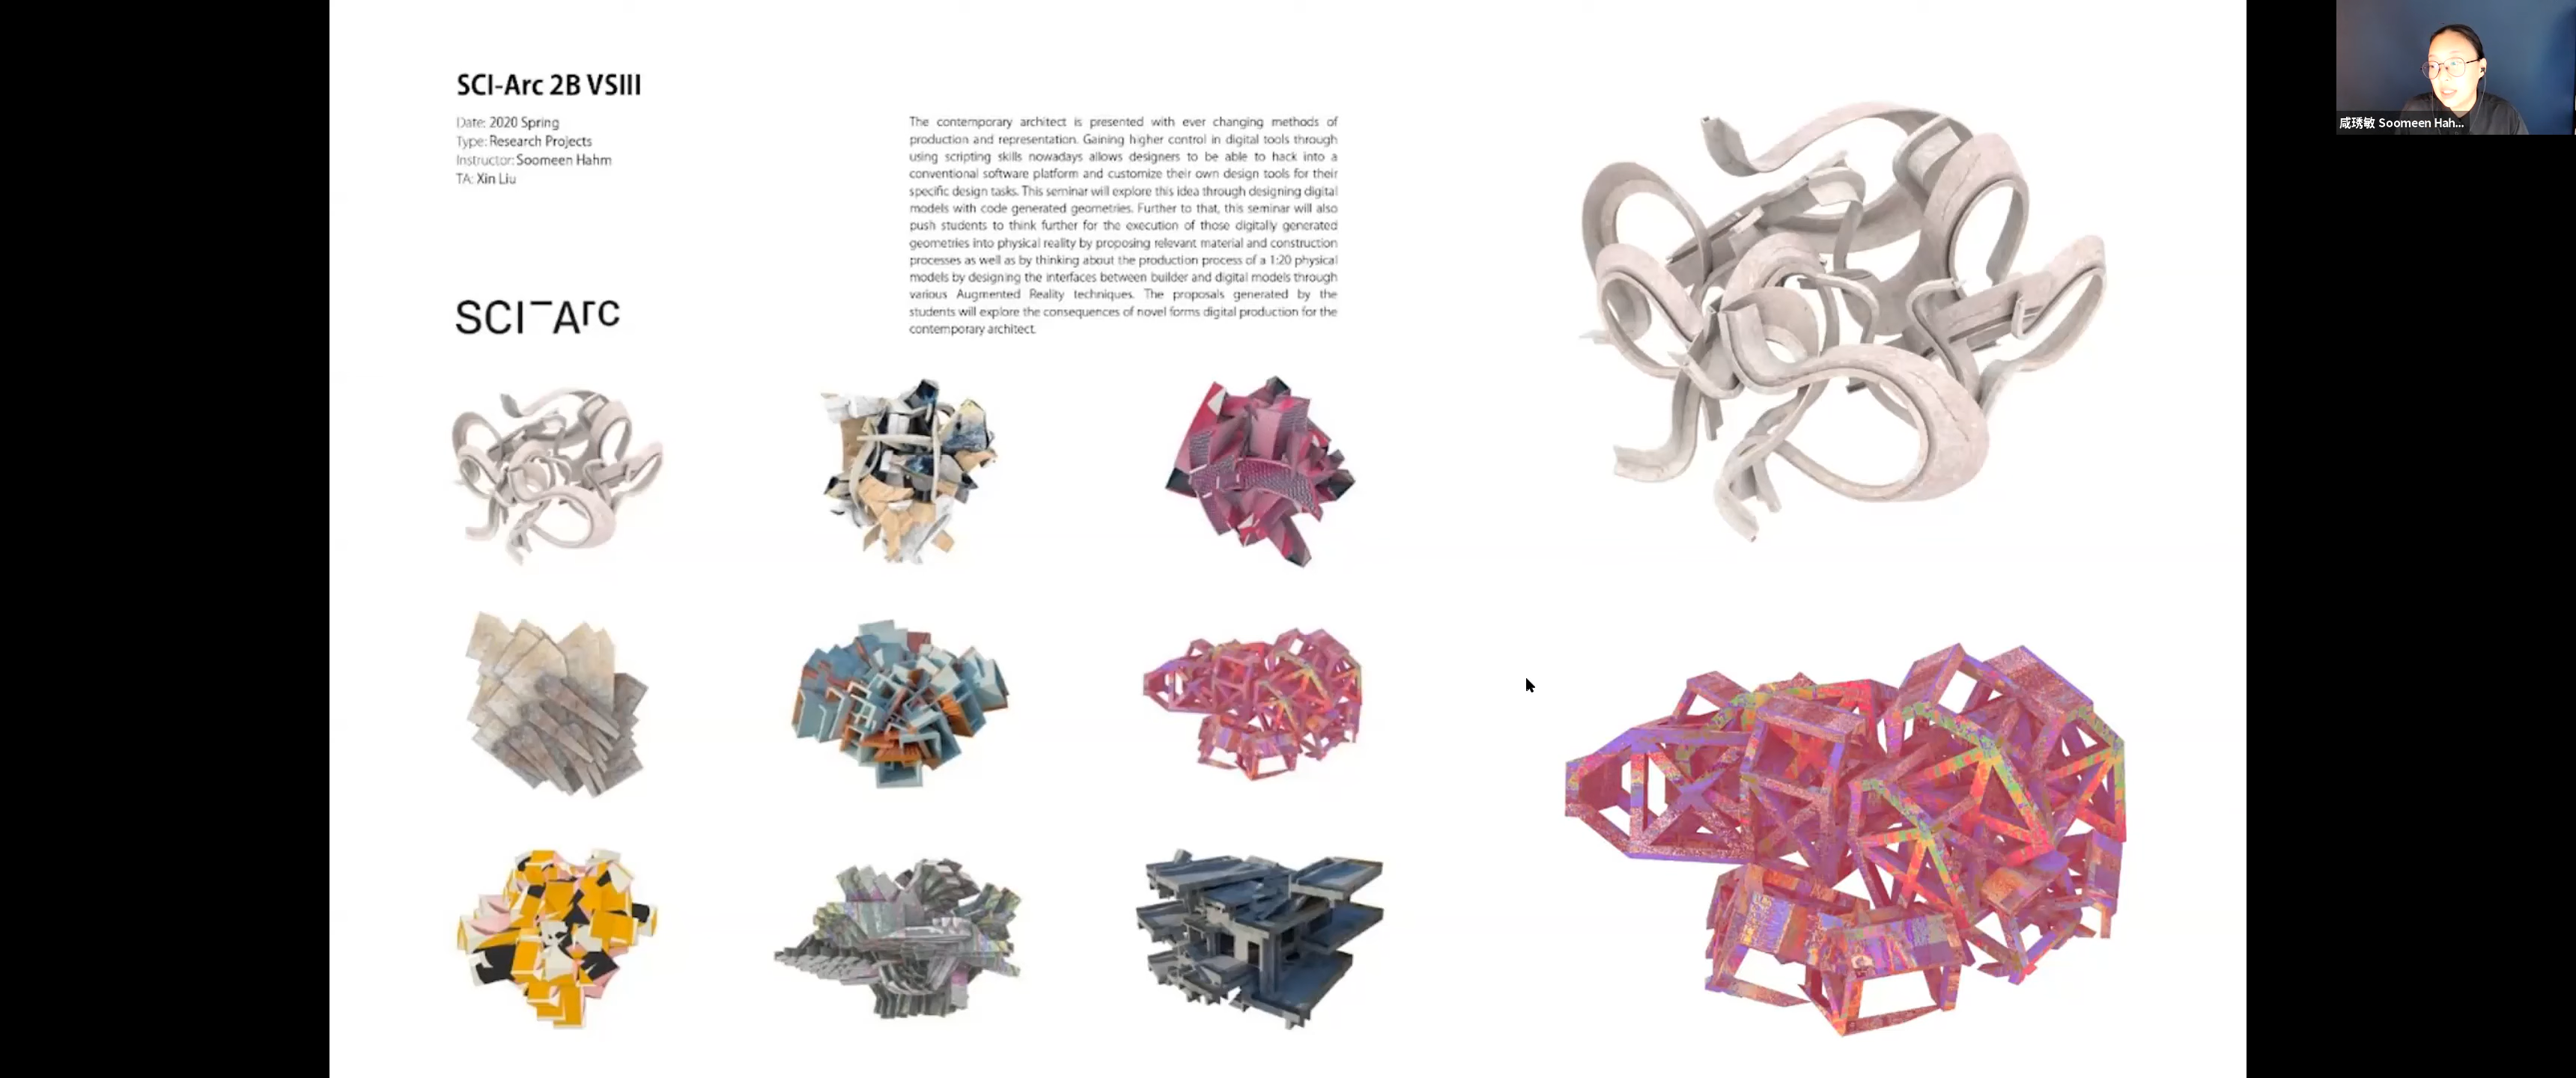 SCI-Arc 2B VSIII
Date: 2020 Spring
Type: Research Projects
Instructor: Soomeen Hahm
TA: Xin Liu
SCI-Arc
The contemporary architect is presented with ever changing methods of
production and representation. Gaining higher control in digital tools through
using scripting skills nowadays allows designers to be able to hack into a
conventional software platform and customize their own design tools for their
specific design tasks. This seminar will explore this idea through designing digital
models with code generated geometries. Further to that, this seminar will also
push students to think further for the execution of those digitally generated
geometries into physical reality by proposing relevant material and construction
processes as well as by thinking about the production process of a 1:20 physical
models by designing the interfaces between builder and digital models through
various Augmented Reality techniques. The proposals generated by the
students will explore the consequences of novel forms digital production for the
contemporary architect.
咸琇敏 Soomeen Hah...